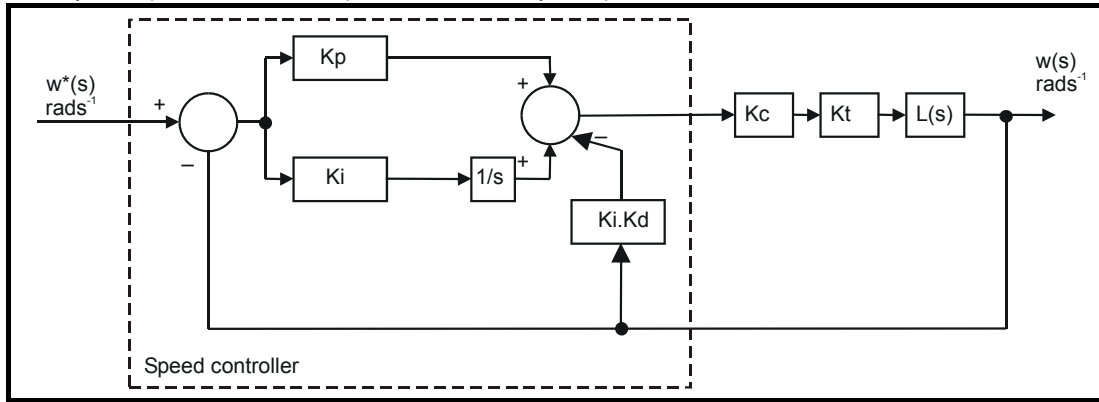 Kp
w*(s)
rads-1
+
+
w(s)
rads-1
Kc
Kt
L(s)
–
–
+
Ki
1/s
Ki.Kd
Speed controller